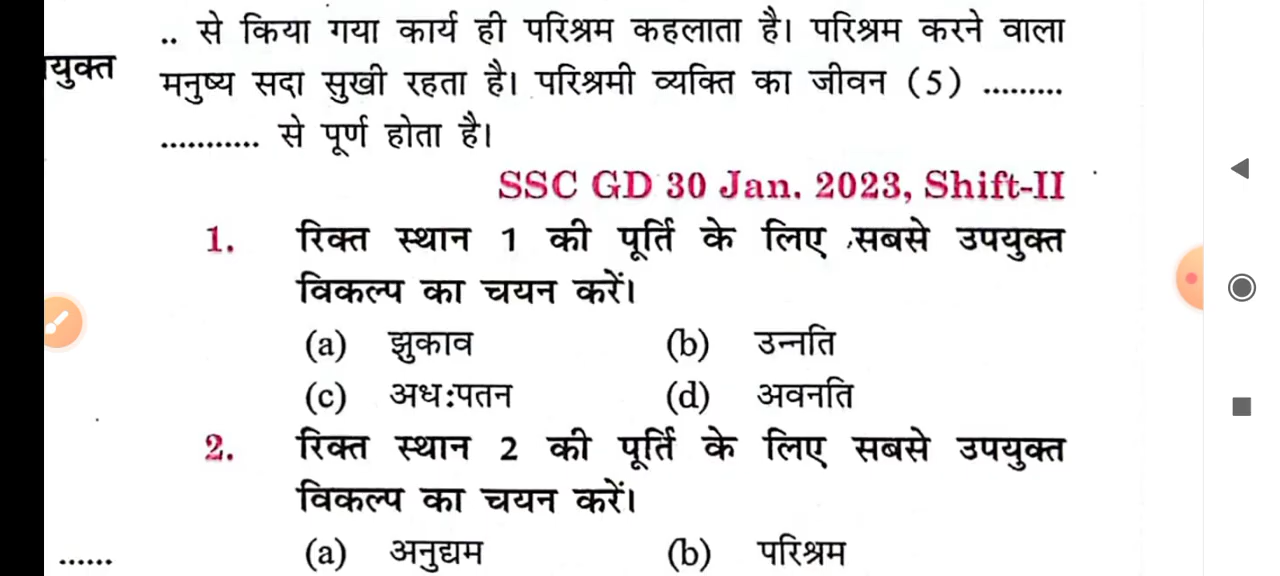 .. से किया गया कार्य ही परिश्रम कहलाता है। परिश्रम करने वाला
युक्त
मनुष्य सदा सुखी रहता है। परिश्रमी व्यक्ति का जीवन (5) .........
............ से पूर्ण होता है।
SSC GD 30 Jan. 2023, Shift-II
1. रिक्त स्थान 1 की पूर्ति के लिए सबसे उपयुक्त
विकल्प का चयन करें।
(a) झुकाव (b) उन्नति
(c) अधःपतन (d) अवनति
2. रिक्त स्थान 2 की पूर्ति के लिए सबसे उपयुक्त
विकल्प का चयन करें।
...... (a) अनुद्यम (b) परिश्रम